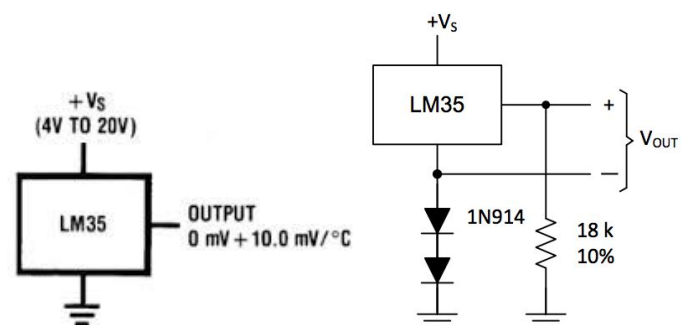 +Vs
(4V TO 20V)
LM35
OUTPUT
0 mV + 10.0 mV/°C
+Vs
LM35
+
VOUT
–
1N914
18 k
10%